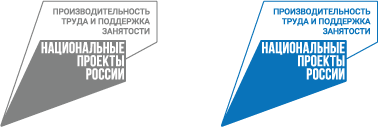 ПРОИЗВОДИТЕЛЬНОСТЬ
ТРУДА И ПОДДЕРЖКА
ЗАНЯТОСТИ
НАЦИОНАЛЬНЫЕ
ПРОЕКТЫ
РОССИИ
ПРОИЗВОДИТЕЛЬНОСТЬ
ТРУДА И ПОДДЕРЖКА
ЗАНЯТОСТИ
НАЦИОНАЛЬНЫЕ
ПРОЕКТЫ
РОССИИ